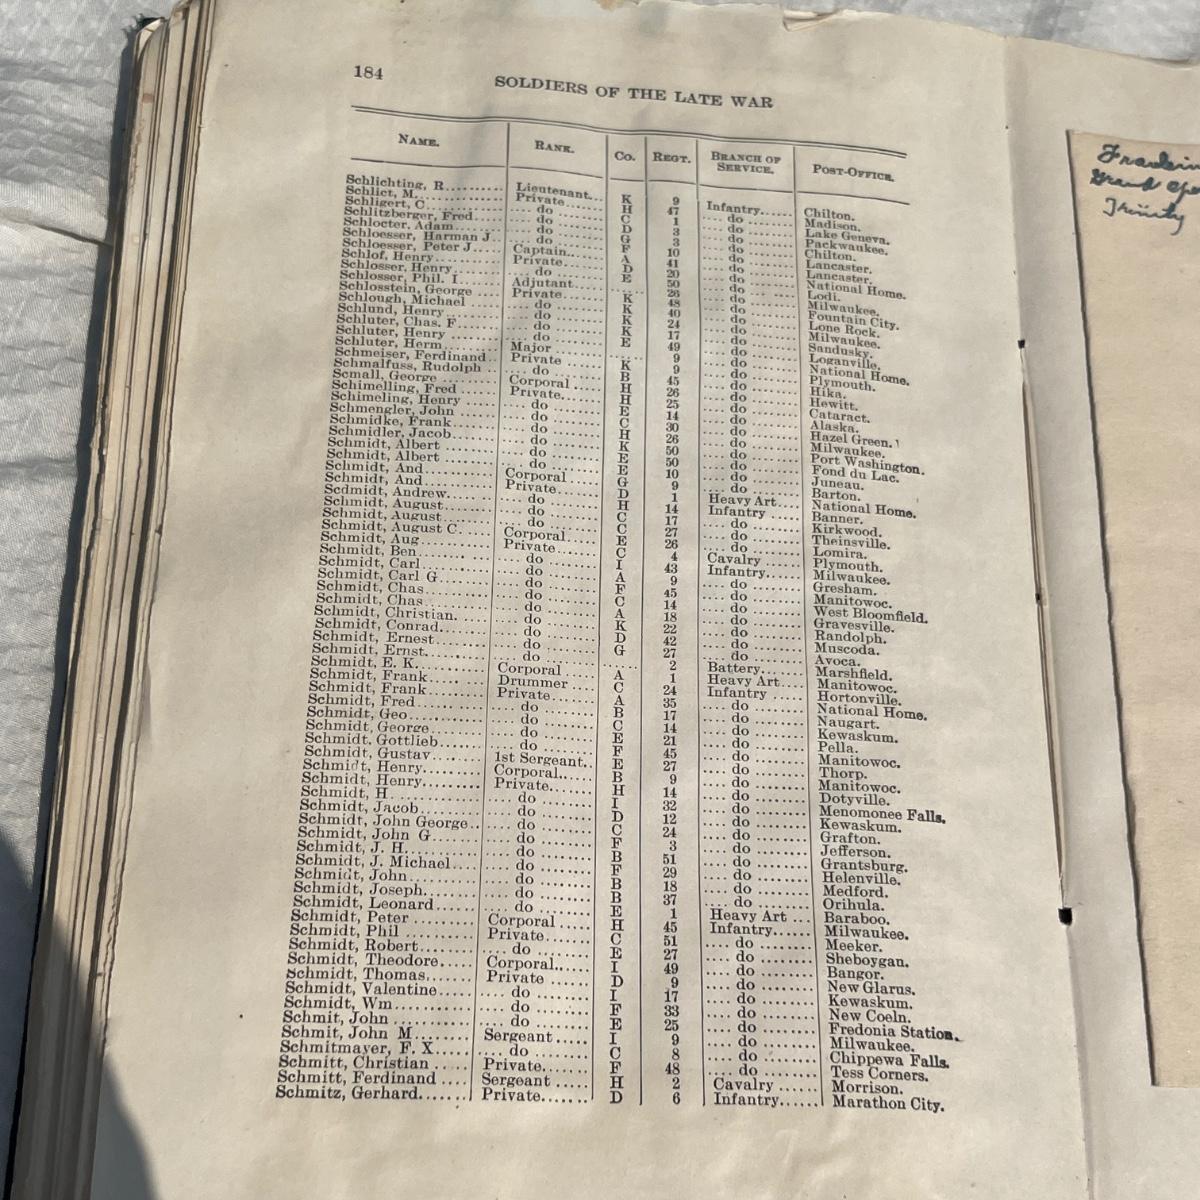 184
SOLDIERS OF THE LATE WAR
NAME. RANK. CO. REGT. BRANCH OF SERVICE. POST-OFFICE.
Schlichting, R.......... Lieutenant... K 9 Infantry...... Chilton.
Schlict, M.......... Private.... H 47 .... do ........ Madison.
Schligert, C.......... .... do ........ C 1 .... do ........ Lake Geneva.
Schlitzberger, Fred.... .... do ........ D 3 .... do ........ Packwaukee.
Schlocter, Adam...... .... do ........ G 3 .... do ........ Chilton.
Schloesser, Harman J.. .... do ........ F 10 .... do ........ Lancaster.
Schloesser, Peter J.... Captain...... A 41 .... do ........ Lancaster.
Schlof, Henry........ Private...... D 20 .... do ........ National Home.
Schlosser, Henry...... .... do ........ E 50 .... do ........ Lodi.
Schlosser, Phil. I..... Adjutant.... ...... 26 .... do ........ Milwaukee.
Schlosstein, George .... Private...... K 48 .... do ........ Fountain City.
Schlough, Michael .... .... do ........ K 40 .... do ........ Lone Rock.
Schlund, Henry....... .... do ........ K 24 .... do ........ Milwaukee.
Schluter, Chas. F..... .... do ........ K 17 .... do ........ Sandusky.
Schluter, Henry ...... .... do ........ E 49 .... do ........ Loganville.
Schluter, Herm....... Major ....... ...... 9 .... do ........ National Home.
Schmeiser, Ferdinand.. Private ...... K 9 .... do ........ Plymouth.
Schmalfuss, Rudolph .. .... do ........ B 45 .... do ........ Hika.
Scmall, George ....... Corporal .... H 26 .... do ........ Hewitt.
Schimelling, Fred .... Private...... H 25 .... do ........ Cataract.
Schimeling, Henry .... .... do ........ E 14 .... do ........ Alaska.
Schmengler, John .... .... do ........ C 30 .... do ........ Hazel Green.
Schmidke, Frank...... .... do ........ H 26 .... do ........ Milwaukee.
Schmidler, Jacob...... .... do ........ K 50 .... do ........ Port Washington.
Schmidt, Albert ...... .... do ........ E 50 .... do ........ Fond du Lac.
Schmidt, Albert ...... .... do ........ E 10 .... do ........ Juneau.
Schmidt, And........ Corporal .... G 9 .... do ........ Barton.
Schmidt, And........ Private...... D 1 Heavy Art.... National Home.
Scdmidt, Andrew..... .... do ........ H 14 Infantry ..... Banner.
Schmidt, August ..... .... do ........ C 17 .... do ........ Kirkwood.
Schmidt, August...... .... do ........ C 27 .... do ........ Theinsville.
Schmidt, August C.... Corporal..... E 26 .... do ........ Lomira.
Schmidt, Aug......... Private...... C 4 Cavalry ..... Plymouth.
Schmidt, Ben......... .... do ........ I 43 Infantry...... Milwaukee.
Schmidt, Carl........ .... do ........ A 9 .... do ........ Gresham.
Schmidt, Carl G...... .... do ........ F 45 .... do ........ Manitowoc.
Schmidt, Chas........ .... do ........ C 14 .... do ........ West Bloomfield.
Schmidt, Chas ....... .... do ........ A 18 .... do ........ Gravesville.
Schmidt, Christian.... .... do ........ K 22 .... do ........ Randolph.
Schmidt, Conrad...... .... do ........ D 42 .... do ........ Muscoda.
Schmidt, Ernest ...... .... do ........ G 27 .... do ........ Avoca.
Schmidt, Ernst....... .... do ........ ...... 2 Battery....... Marshfield.
Schmidt, E. K........ Corporal ..... A 1 Heavy Art.... Manitowoc.
Schmidt, Frank....... Drummer .... C 24 Infantry ..... Hortonville.
Schmidt, Frank ...... Private....... A 35 .... do ........ National Home.
Schmidt, Fred ....... .... do ........ B 17 .... do ........ Naugart.
Schmidt, Geo......... .... do ........ C 14 .... do ........ Kewaskum.
Schmidt, George...... .... do ........ E 21 .... do ........ Pella.
Schmidt, Gottlieb..... .... do ........ F 45 .... do ........ Manitowoc.
Schmidt, Gustav...... 1st Sergeant.. E 27 .... do ........ Thorp.
Schmidt, Henry....... Corporal..... B 9 .... do ........ Manitowoc.
Schmidt, Henry........ Private....... H 14 .... do ........ Dotyville.
Schmidt, H........... .... do ........ I 32 .... do ........ Menomonee Falls.
Schmidt, Jacob....... .... do ........ D 12 .... do ........ Kewaskum.
Schmidt, John George.. .... do ........ C 24 .... do ........ Grafton.
Schmidt, John G...... .... do ........ F 3 .... do ........ Jefferson.
Schmidt, J. H......... .... do ........ B 51 .... do ........ Grantsburg.
Schmidt, J. Michael.... .... do ........ F 29 .... do ........ Helenville.
Schmidt, John ........ .... do ........ B 18 .... do ........ Medford.
Schmidt, Joseph....... .... do ........ B 37 .... do ........ Orihula.
Schmidt, Leonard ..... .... do ........ E 1 Heavy Art ... Baraboo.
Schmidt, Peter ....... Corporal ..... H 45 Infantry...... Milwaukee.
Schmidt, Phil ........ Private....... C 51 .... do ........ Meeker.
Schmidt, Robert...... .... do ........ E 27 .... do ........ Sheboygan.
Schmidt, Theodore.... Corporal...... I 49 .... do ........ Bangor.
Schmidt, Thomas..... Private ...... D 9 .... do ........ New Glarus.
Schmidt, Valentine..... .... do ........ I 17 .... do ........ Kewaskum.
Schmidt, Wm......... .... do ........ F 33 .... do ........ New Coeln.
Schmit, John ......... .... do ........ E 25 .... do ........ Fredonia Station.
Schmit, John M....... Sergeant ..... I 9 .... do ........ Milwaukee.
Schmitmayer, F. X..... .... do ........ C 8 .... do ........ Chippewa Falls.
Schmitt, Christian ..... Private....... F 48 .... do ........ Tess Corners.
Schmitt, Ferdinand .... Sergeant ..... H 2 Cavalry ...... Morrison.
Schmitz, Gerhard....... Private....... D 6 Infantry...... Marathon City.
Trinity